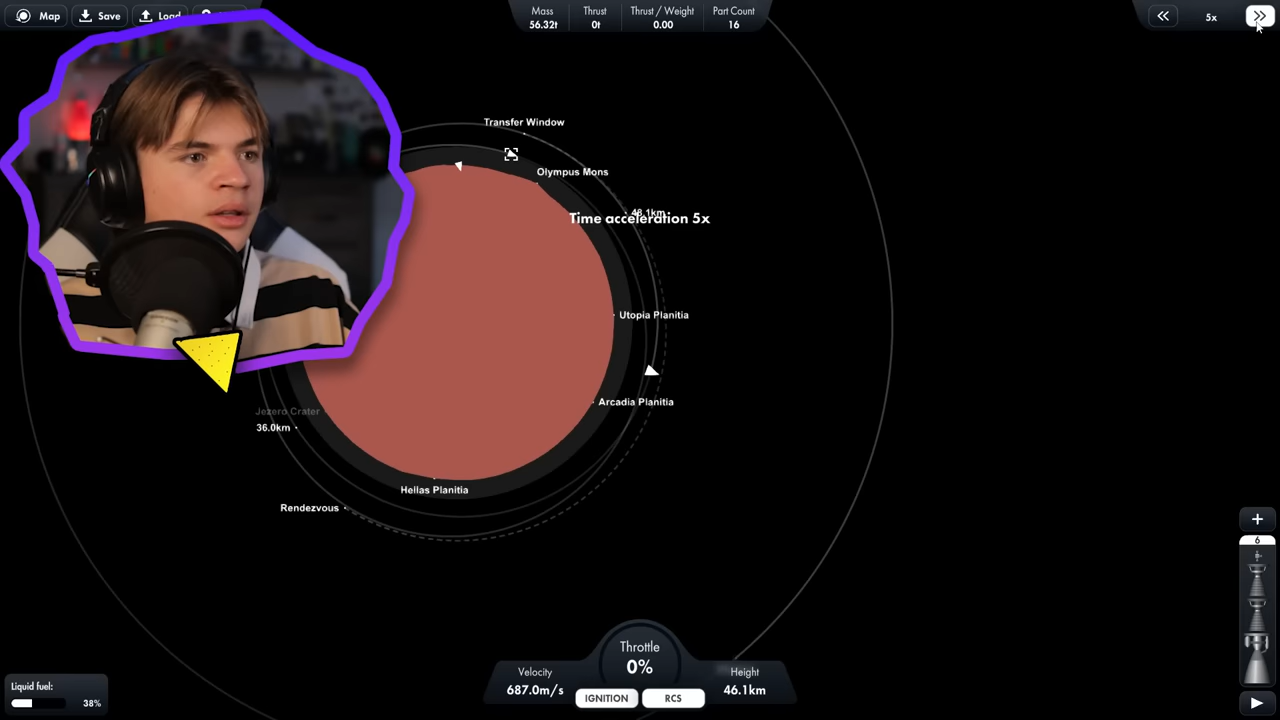 Map
Save
Load
Mass
56.32t
Thrust
0t
Thrust / Weight
0.00
Part Count
16
5x
Transfer Window
Olympus Mons
48.1km
Time acceleration 5x
Utopia Planitia
Arcadia Planitia
Jezero Crater
36.0km
Hellas Planitia
Rendezvous
6
Throttle
0%
Velocity
687.0m/s
Height
46.1km
IGNITION
RCS
Liquid fuel:
38%